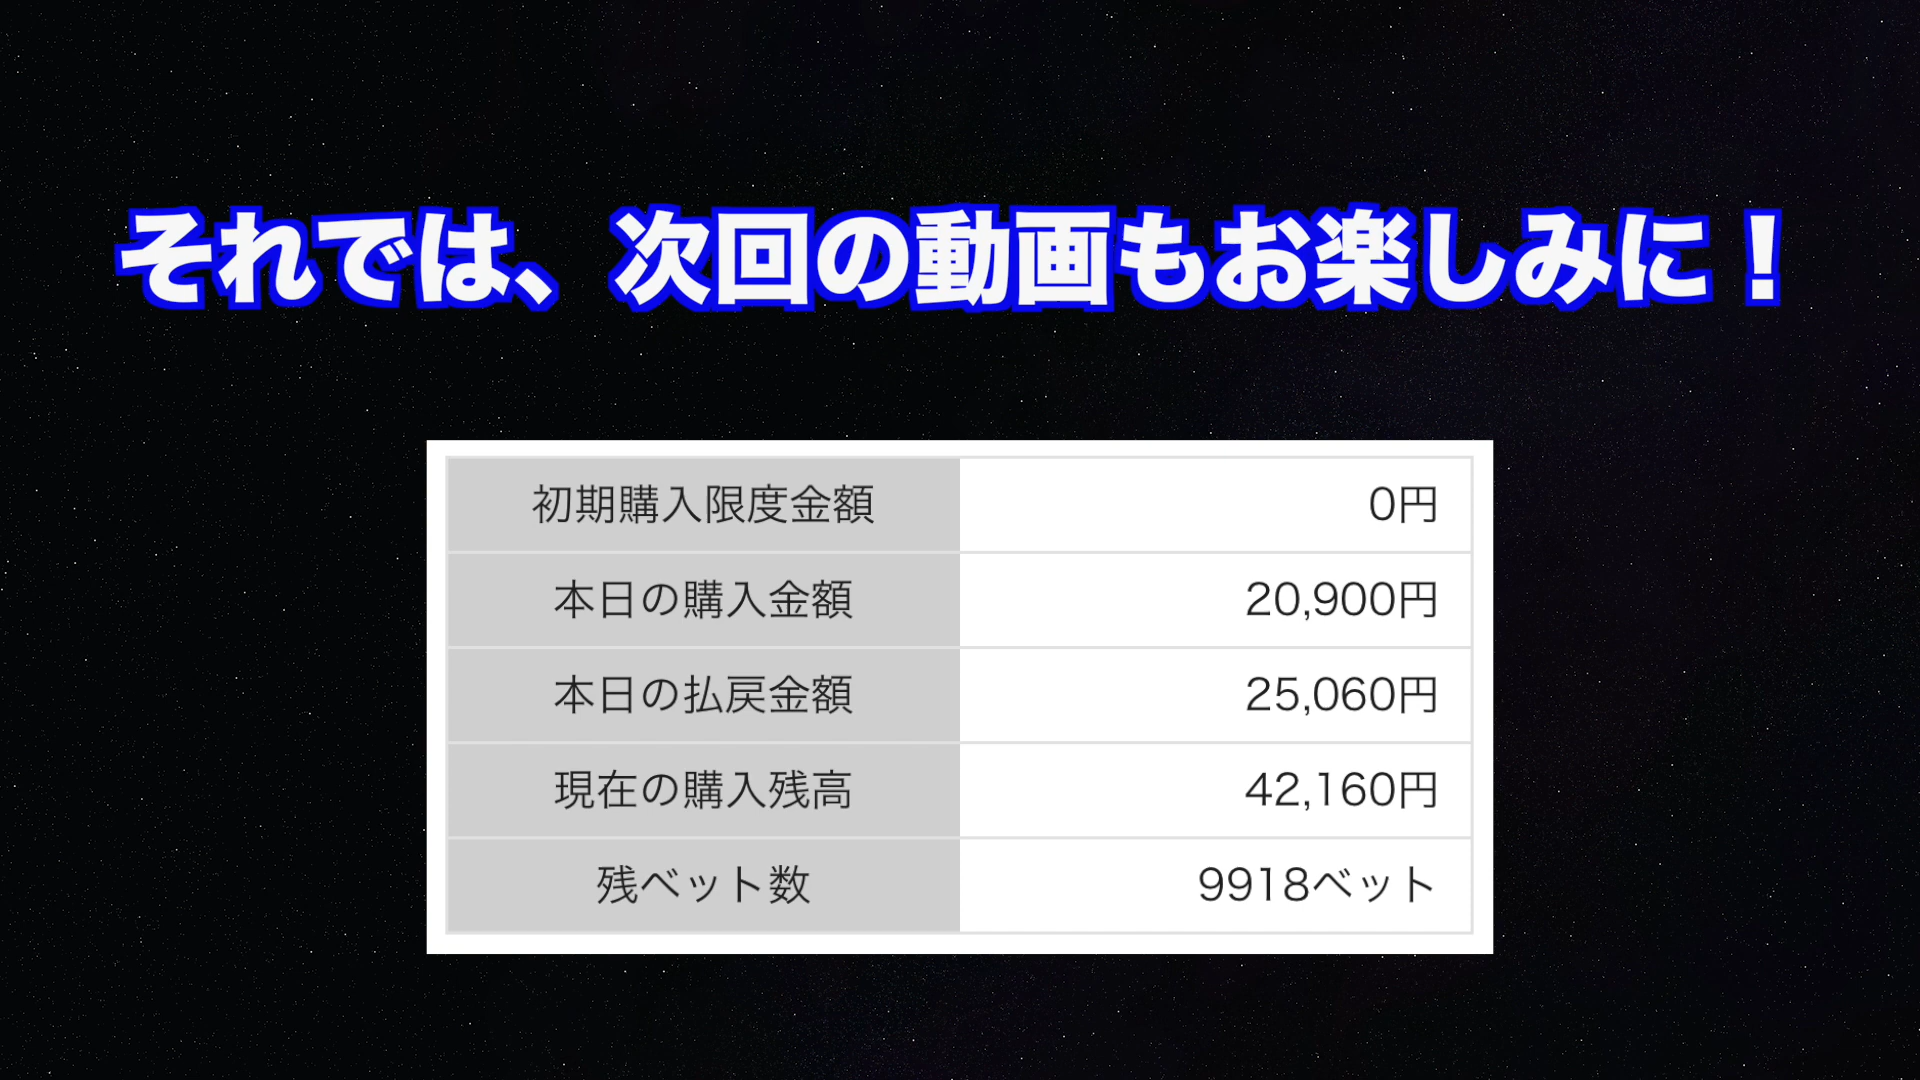 それでは、次回の動画もお楽しみに！
初期購入限度金額 0円
本日の購入金額 20,900円
本日の払戻金額 25,060円
現在の購入残高 42,160円
残ベット数 9918ベット